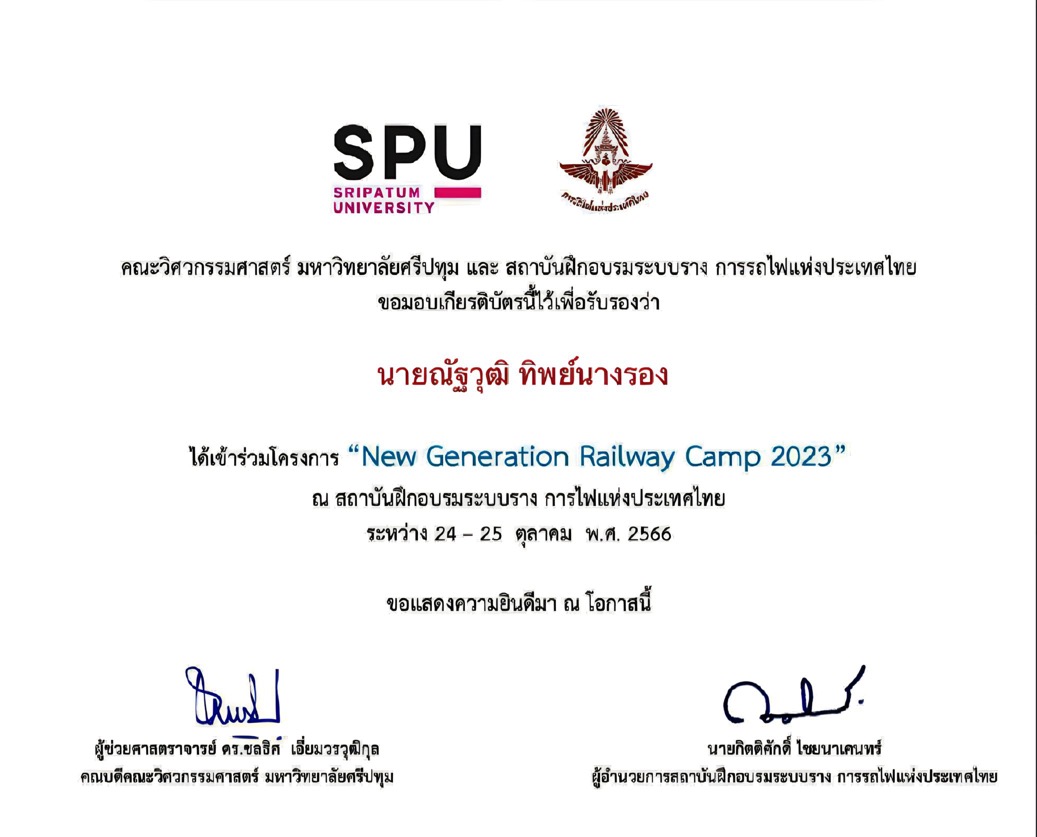 SPU
SRIPATUM
UNIVERSITY
การรถไฟแห่งประเทศไทย
คณะวิศวกรรมศาสตร์ มหาวิทยาลัยศรีปทุม และ สถาบันฝึกอบรมระบบราง การรถไฟแห่งประเทศไทย
ขอมอบเกียรติบัตรนี้ไว้เพื่อรับรองว่า
นายณัฐวุฒิ ทิพย์นางรอง
ได้เข้าร่วมโครงการ “New Generation Railway Camp 2023”
ณ สถาบันฝึกอบรมระบบราง การไฟแห่งประเทศไทย
ระหว่าง 24 – 25 ตุลาคม พ.ศ. 2566
ขอแสดงความยินดีมา ณ โอกาสนี้
ผู้ช่วยศาสตราจารย์ ดร.ชลธิศ เอี่ยมวรวุฒิกุล
คณบดีคณะวิศวกรรมศาสตร์ มหาวิทยาลัยศรีปทุม
นายกิตติศักดิ์ ไชยนาเคนทร์
ผู้อำนวยการสถาบันฝึกอบรมระบบราง การรถไฟแห่งประเทศไทย